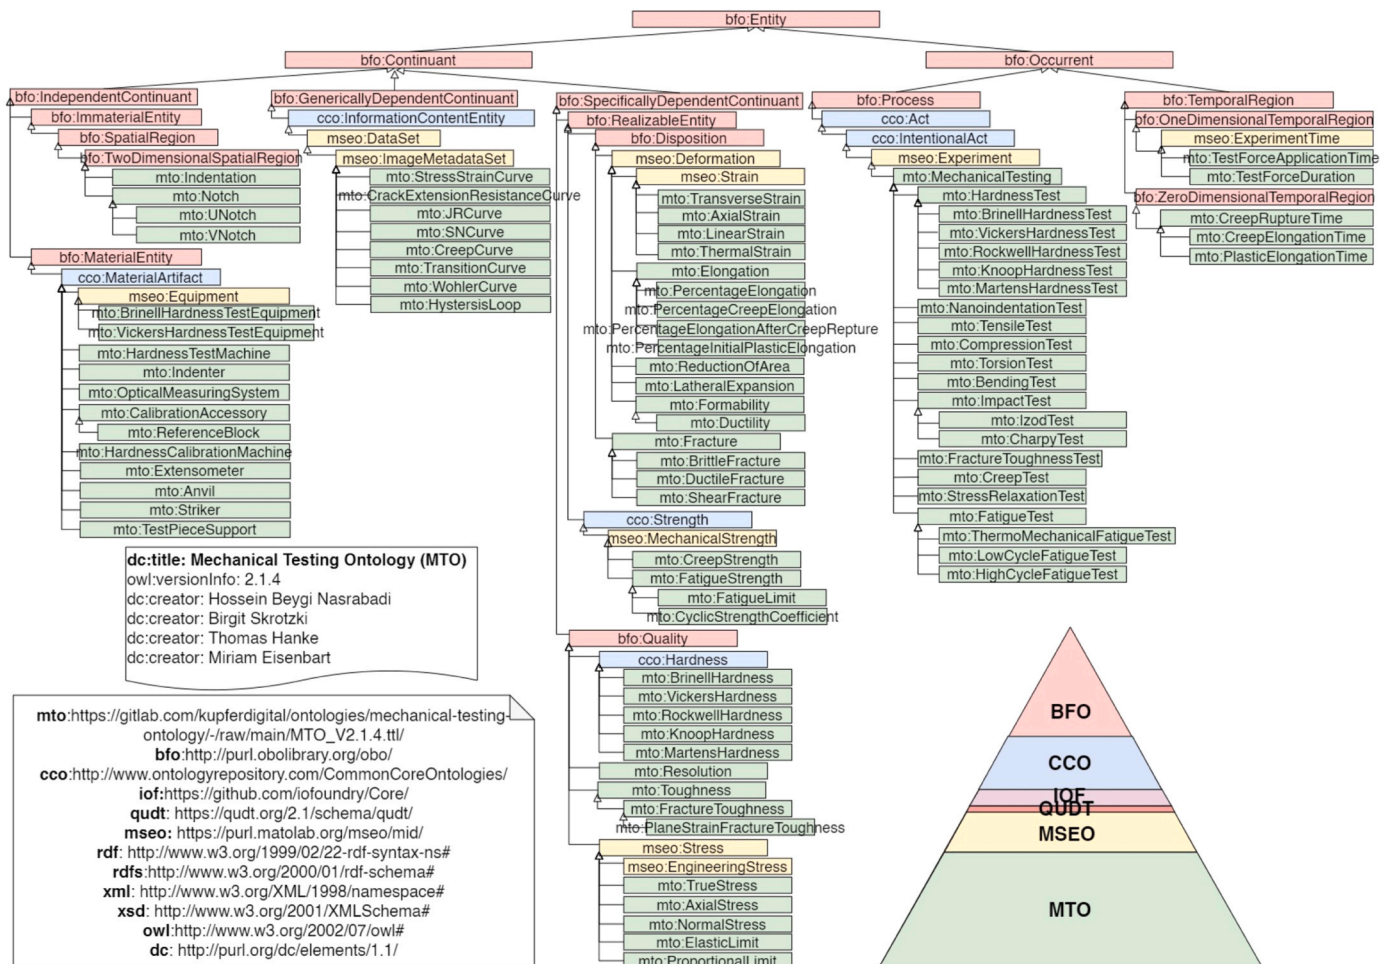 bfo:Entity
bfo:Continuant
bfo:Occurrent
bfo:IndependentContinuant
bfo:ImmaterialEntity
bfo:SpatialRegion
bfo:TwoDimensionalSpatialRegion
mto:Indentation
mto:Notch
mto:UNotch
mto:VNotch
bfo:MaterialEntity
cco:MaterialArtifact
mseo:Equipment
mto:BrinellHardnessTestEquipment
mto:VickersHardnessTestEquipment
mto:HardnessTestMachine
mto:Indenter
mto:OpticalMeasuringSystem
mto:CalibrationAccessory
mto:ReferenceBlock
mto:HardnessCalibrationMachine
mto:Extensometer
mto:Anvil
mto:Striker
mto:TestPieceSupport
bfo:GenericallyDependentContinuant
cco:InformationContentEntity
mseo:DataSet
mseo:ImageMetadataSet
mto:StressStrainCurve
mto:CrackExtensionResistanceCurve
mto:JRCurve
mto:SNCurve
mto:CreepCurve
mto:TransitionCurve
mto:WohlerCurve
mto:HystersisLoop
bfo:SpecificallyDependentContinuant
bfo:RealizableEntity
bfo:Disposition
mseo:Deformation
mseo:Strain
mto:TransverseStrain
mto:AxialStrain
mto:LinearStrain
mto:ThermalStrain
mto:Elongation
mto:PercentageElongation
mto:PercentageCreepElongation
mto:PercentageElongationAfterCreepRepture
mto:PercentageInitialPlasticElongation
mto:ReductionOfArea
mto:LatheralExpansion
mto:Formability
mto:Ductility
mto:Fracture
mto:BrittleFracture
mto:DuctileFracture
mto:ShearFracture
cco:Strength
mseo:MechanicalStrength
mto:CreepStrength
mto:FatigueStrength
mto:FatigueLimit
mto:CyclicStrengthCoefficient
bfo:Quality
cco:Hardness
mto:BrinellHardness
mto:VickersHardness
mto:RockwellHardness
mto:KnoopHardness
mto:MartensHardness
mto:Resolution
mto:Toughness
mto:FractureToughness
mto:PlaneStrainFractureToughness
mseo:Stress
mseo:EngineeringStress
mto:TrueStress
mto:AxialStress
mto:NormalStress
mto:ElasticLimit
mto:ProportionalLimit
bfo:Process
cco:Act
cco:IntentionalAct
mseo:Experiment
mto:MechanicalTesting
mto:HardnessTest
mto:BrinellHardnessTest
mto:VickersHardnessTest
mto:RockwellHardnessTest
mto:KnoopHardnessTest
mto:MartensHardnessTest
mto:NanoindentationTest
mto:TensileTest
mto:CompressionTest
mto:TorsionTest
mto:BendingTest
mto:ImpactTest
mto:IzodTest
mto:CharpyTest
mto:FractureToughnessTest
mto:CreepTest
mto:StressRelaxationTest
mto:FatigueTest
mto:ThermoMechanicalFatigueTest
mto:LowCycleFatigueTest
mto:HighCycleFatigueTest
bfo:TemporalRegion
bfo:OneDimensionalTemporalRegion
mseo:ExperimentTime
mto:TestForceApplicationTime
mto:TestForceDuration
bfo:ZeroDimensionalTemporalRegion
mto:CreepRuptureTime
mto:CreepElongationTime
mto:PlasticElongationTime
dc:title: Mechanical Testing Ontology (MTO)
owl:versionInfo: 2.1.4
dc:creator: Hossein Beygi Nasrabadi
dc:creator: Birgit Skrotzki
dc:creator: Thomas Hanke
dc:creator: Miriam Eisenbart
mto:https://gitlab.com/kupferdigital/ontologies/mechanical-testing-
ontology/-/raw/main/MTO_V2.1.4.ttl/
bfo:http://purl.obolibrary.org/obo/
cco:http://www.ontologyrepository.com/CommonCoreOntologies/
iof:https://github.com/iofoundry/Core/
qudt: https://qudt.org/2.1/schema/qudt/
mseo: https://purl.matolab.org/mseo/mid/
rdf: http://www.w3.org/1999/02/22-rdf-syntax-ns#
rdfs: http://www.w3.org/2000/01/rdf-schema#
xml: http://www.w3.org/XML/1998/namespace#
xsd: http://www.w3.org/2001/XMLSchema#
owl: http://www.w3.org/2002/07/owl#
dc: http://purl.org/dc/elements/1.1/
BFO
CCO
IOF
QUDT
MSEO
MTO